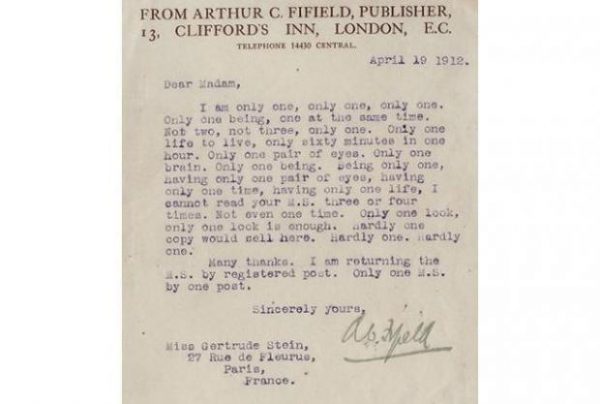 FROM ARTHUR C. FIFIELD, PUBLISHER,
13, CLIFFORD'S INN, LONDON, E.C.
TELEPHONE 14430 CENTRAL.
April 19 1912.
Dear Madam,
I am only one, only one, only one.
Only one being, one at the same time.
Not two, not three, only one. Only one
life to live, only sixty minutes in one
hour. Only one pair of eyes. Only one
brain. Only one being. Being only one,
having only one pair of eyes, having
only one time, having only one life, I
cannot read your M.S. three or four
times. Not even one time. Only one look,
only one look is enough. Hardly one
copy would sell here. Hardly one. Hardly
one.
Many thanks. I am returning the
M.S. by registered post. Only one M.S.
by one post.
Sincerely yours,
A.C. Fifield
Miss Gertrude Stein,
27 Rue de Fleurus,
Paris,
France.